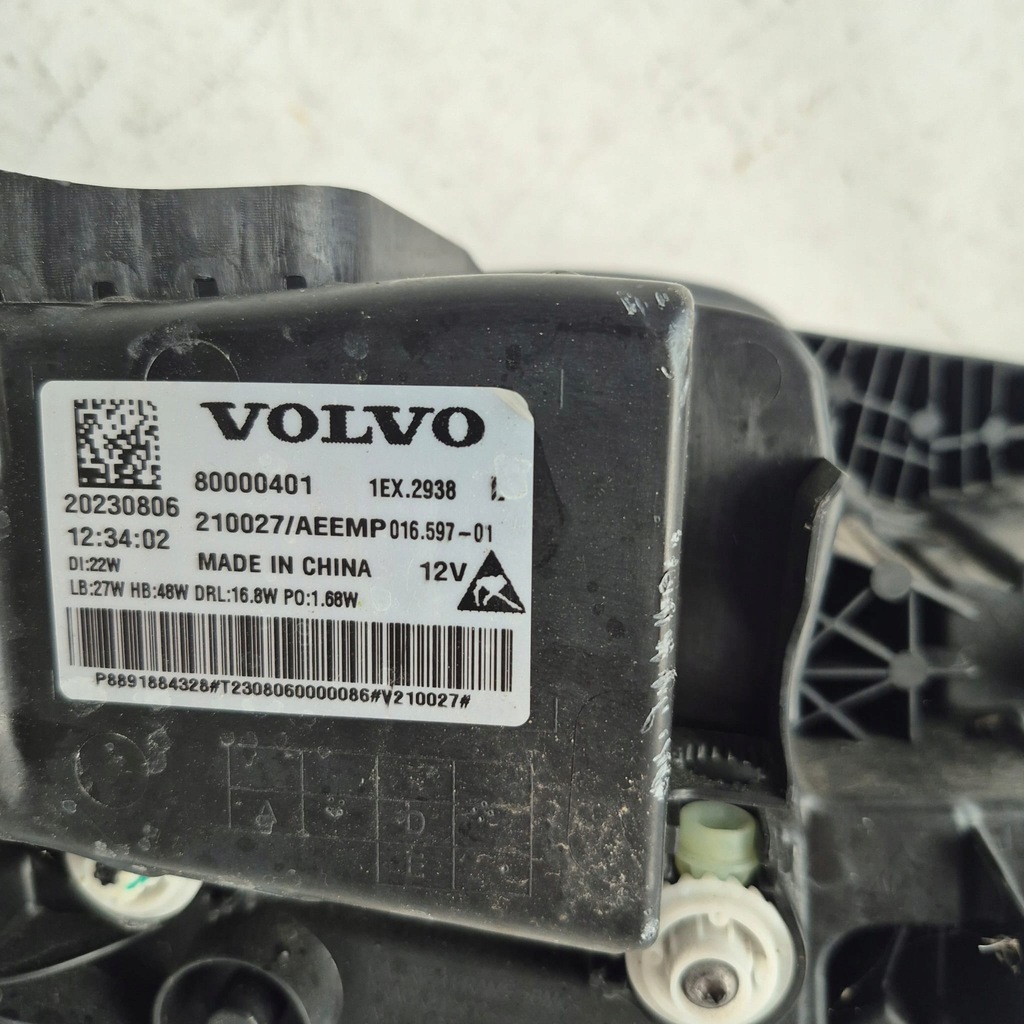 VOLVO
80000401 1EX.2938 L
20230806
210027/AEEMP 016.597-01
12:34:02
MADE IN CHINA 12V
DI:22W
LB:27W HB:48W DRL:16.8W PO:1.68W
P8891884328#T2308060000086#V210027#
A
D
E